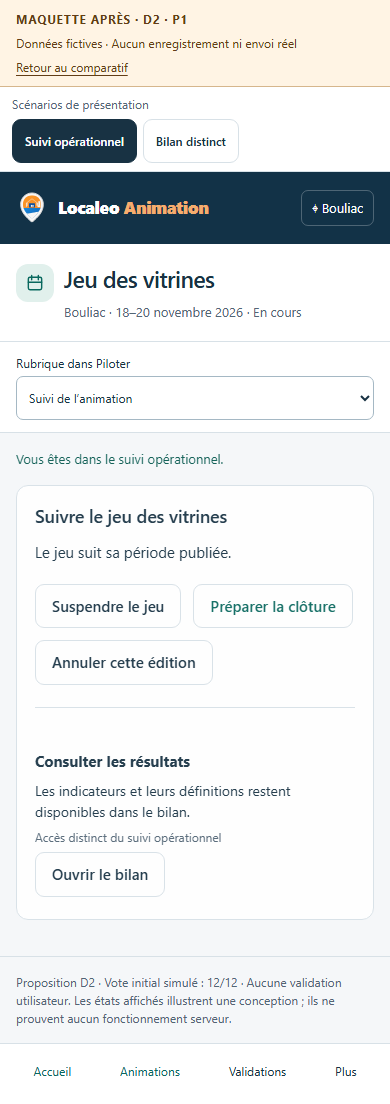 MAQUETTE APRÈS · D2 · P1
Données fictives · Aucun enregistrement ni envoi réel
Retour au comparatif
Scénarios de présentation
Suivi opérationnel
Bilan distinct
Localeo Animation
Bouliac
Jeu des vitrines
Bouliac · 18–20 novembre 2026 · En cours
Rubrique dans Piloter
Suivi de l'animation
Vous êtes dans le suivi opérationnel.
Suivre le jeu des vitrines
Le jeu suit sa période publiée.
Suspendre le jeu
Préparer la clôture
Annuler cette édition
Consulter les résultats
Les indicateurs et leurs définitions restent
disponibles dans le bilan.
Accès distinct du suivi opérationnel
Ouvrir le bilan
Proposition D2 · Vote initial simulé : 12/12 · Aucune validation
utilisateur. Les états affichés illustrent une conception ; ils ne
prouvent aucun fonctionnement serveur.
Accueil
Animations
Validations
Plus